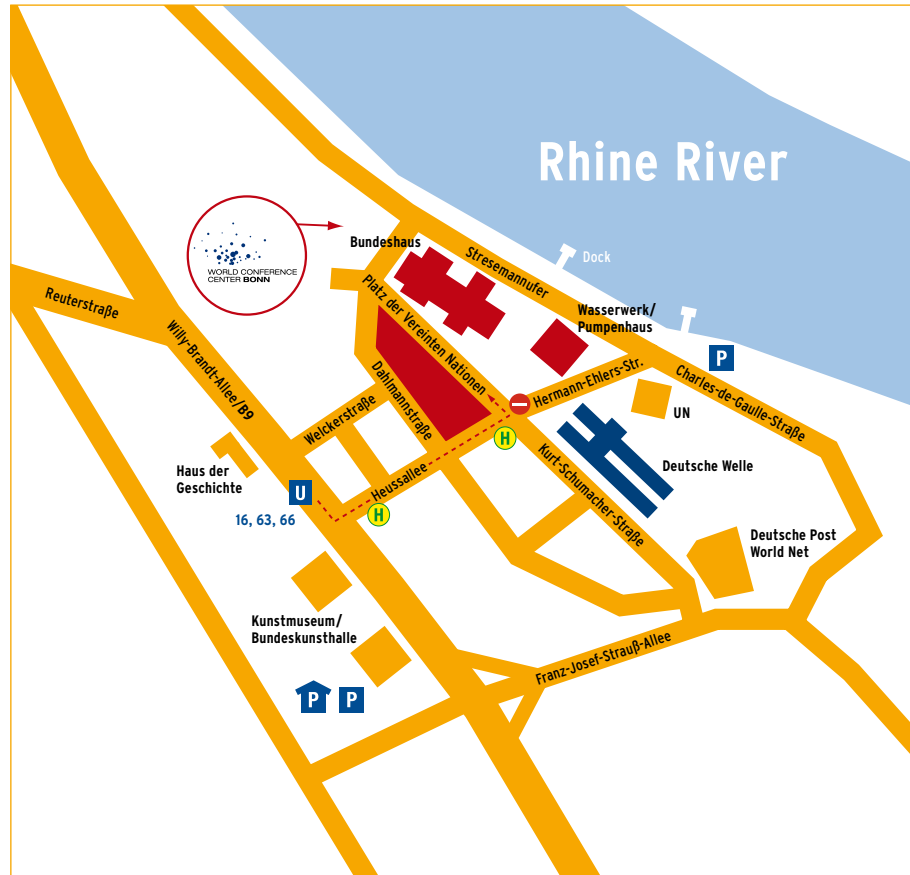 Rhine River
Dock
WORLD CONFERENCE
CENTER BONN
Bundeshaus
Stresemannufer
Wasserwerk/
Pumpenhaus
P
Reuterstraße
Platz der Vereinten Nationen
Willy-Brandt-Allee/B9
Hermann-Ehlers-Str.
Charles-de-Gaulle-Straße
Dahlmannstraße
Welckerstraße
UN
H
Haus der
Geschichte
Deutsche Welle
Heussallee
Kurt-Schumacher-Straße
U
16, 63, 66
H
Deutsche Post
World Net
Kunstmuseum/
Bundeskunsthalle
Franz-Josef-Strauß-Allee
P P